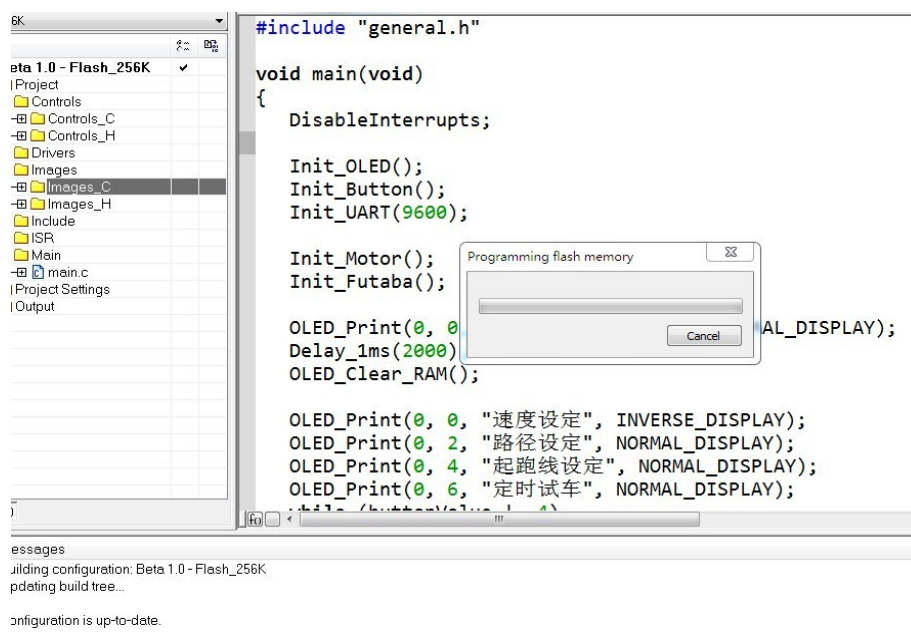 6K
eta 1.0 - Flash_256K
Project
Controls
Controls_C
Controls_H
Drivers
Images
Images_C
Images_H
Include
ISR
Main
main.c
Project Settings
Output
#include "general.h"
void main(void)
{
DisableInterrupts;
Init_OLED();
Init_Button();
Init_UART(9600);
Init_Motor();
Init_Futaba();
OLED_Print(0, 0 AL_DISPLAY);
Delay_1ms(2000)
OLED_Clear_RAM();
OLED_Print(0, 0, "速度设定", INVERSE_DISPLAY);
OLED_Print(0, 2, "路径设定", NORMAL_DISPLAY);
OLED_Print(0, 4, "起跑线设定", NORMAL_DISPLAY);
OLED_Print(0, 6, "定时试车", NORMAL_DISPLAY);
Programming flash memory
Cancel
essages
uilding configuration: Beta 1.0 - Flash_256K
pdating build tree...
onfiguration is up-to-date.